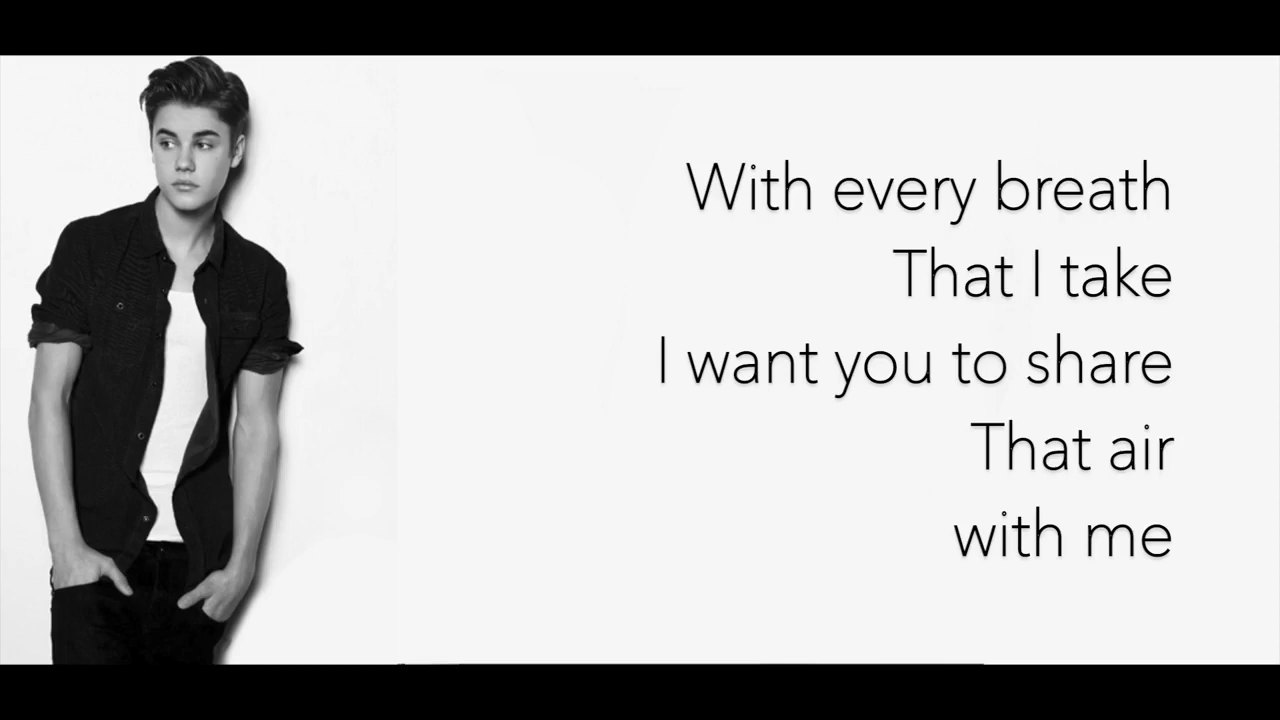 With every breath
That I take
I want you to share
That air
with me